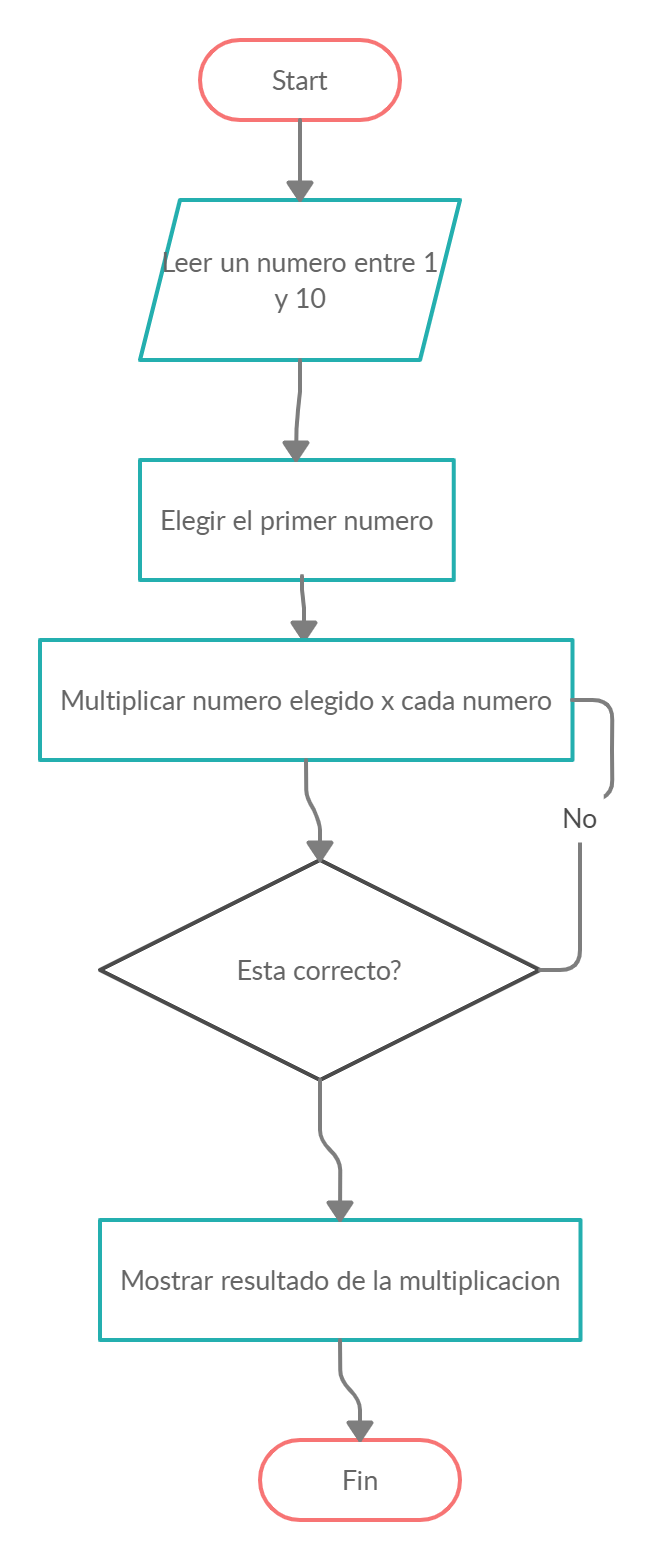 Start
Leer un numero entre 1
y 10
Elegir el primer numero
Multiplicar numero elegido x cada numero
No
Esta correcto?
Mostrar resultado de la multiplicacion
Fin